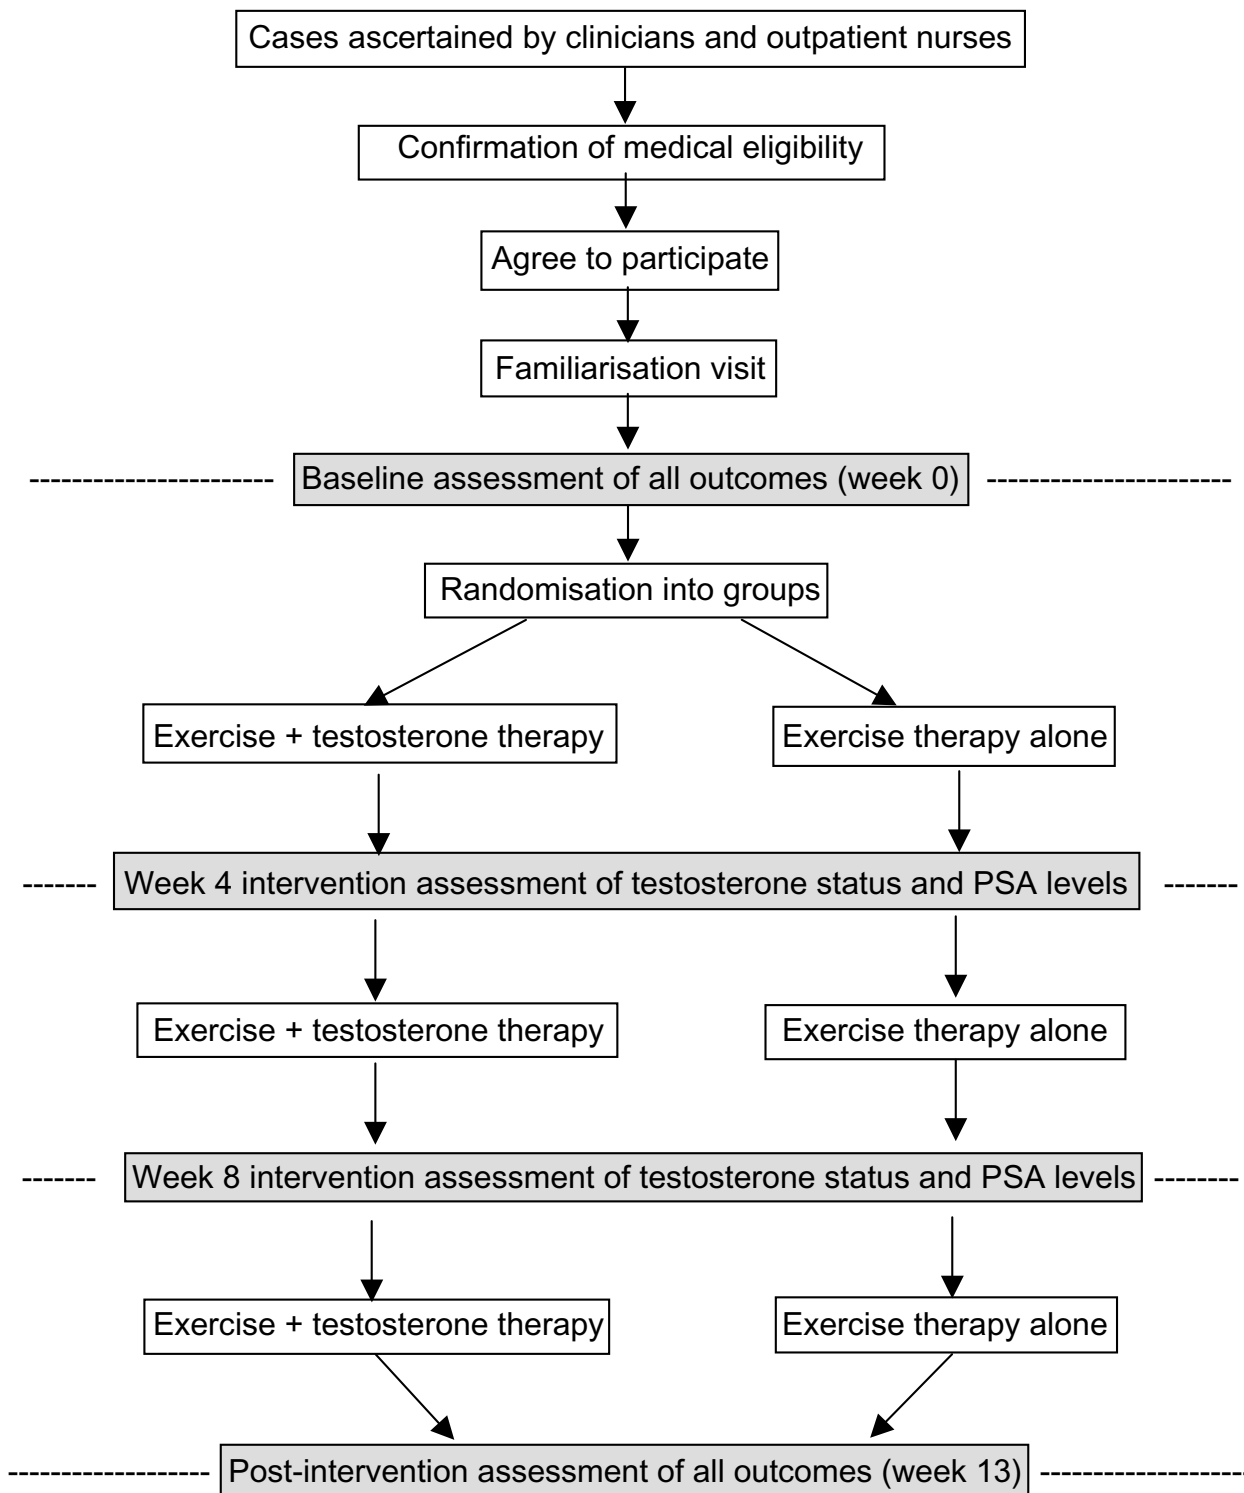 Cases ascertained by clinicians and outpatient nurses
Confirmation of medical eligibility
Agree to participate
Familiarisation visit
Baseline assessment of all outcomes (week 0)
Randomisation into groups
Exercise + testosterone therapy
Exercise therapy alone
Week 4 intervention assessment of testosterone status and PSA levels
Exercise + testosterone therapy
Exercise therapy alone
Week 8 intervention assessment of testosterone status and PSA levels
Exercise + testosterone therapy
Exercise therapy alone
Post-intervention assessment of all outcomes (week 13)